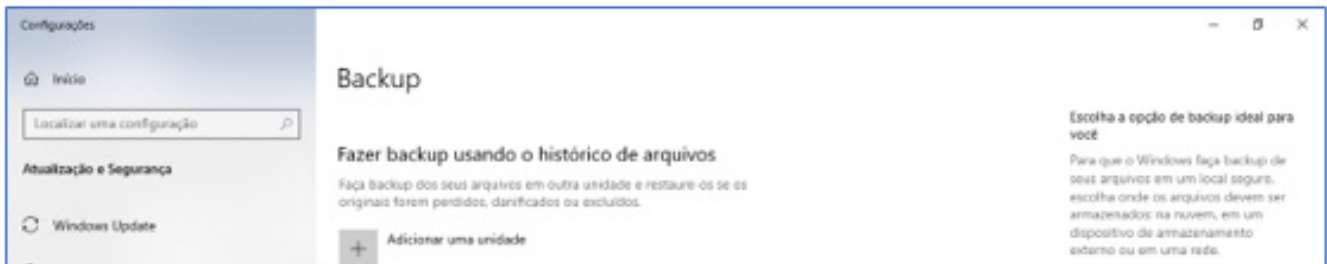 Configurações
Início
Localizar uma configuração
Atualização e Segurança
Windows Update
Backup
Fazer backup usando o histórico de arquivos
Faça backup dos seus arquivos em outra unidade e restaure-os se os
originais forem perdidos, danificados ou excluídos.
Adicionar uma unidade
Escolha a opção de backup ideal para
você
Para que o Windows faça backup de
seus arquivos em um local seguro,
escolha onde os arquivos devem ser
armazenados: na nuvem, em um
dispositivo de armazenamento
externo ou em uma rede.